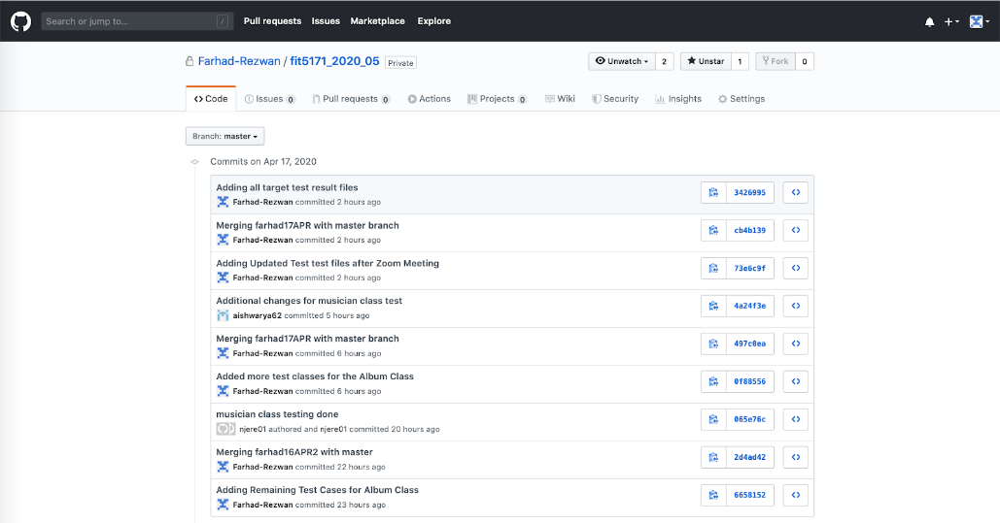 Search or jump to... /
Pull requests Issues Marketplace Explore
Farhad-Rezwan / fit5171_2020_05 Private
Unwatch 2 Unstar 1 Fork 0
Code Issues 0 Pull requests 0 Actions Projects 0 Wiki Security Insights Settings
Branch: master
Commits on Apr 17, 2020
Adding all target test result files
Farhad-Rezwan committed 2 hours ago
3426995
Merging farhad17APR with master branch
Farhad-Rezwan committed 2 hours ago
cb4b139
Adding Updated Test test files after Zoom Meeting
Farhad-Rezwan committed 2 hours ago
73e6c9f
Additional changes for musician class test
aishwarya62 committed 5 hours ago
4a24f3e
Merging farhad17APR with master branch
Farhad-Rezwan committed 6 hours ago
497c0ea
Added more test classes for the Album Class
Farhad-Rezwan committed 6 hours ago
0f88556
musician class testing done
njere01 authored and njere01 committed 20 hours ago
065e76c
Merging farhad16APR2 with master
Farhad-Rezwan committed 22 hours ago
2d4ad42
Adding Remaining Test Cases for Album Class
Farhad-Rezwan committed 23 hours ago
6658152